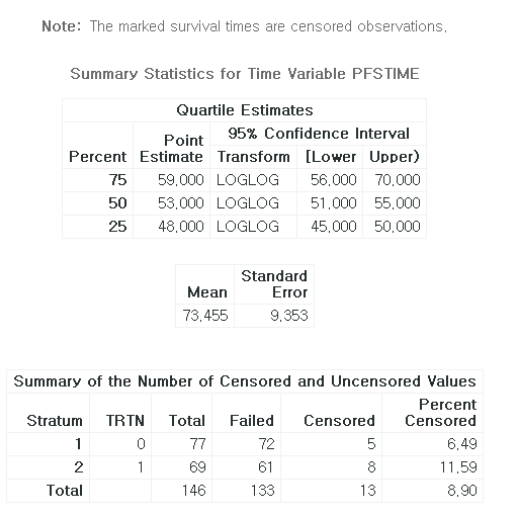 Note: The marked survival times are censored observations,
Summary Statistics for Time Variable PFSTIME
Quartile Estimates
Percent Point Estimate 95% Confidence Interval
Transform [Lower Upper)
75 59,000 LOGLOG 56,000 70,000
50 53,000 LOGLOG 51,000 55,000
25 48,000 LOGLOG 45,000 50,000
Mean Standard Error
73,455 9,353
Summary of the Number of Censored and Uncensored Values
Stratum TRTN Total Failed Censored Percent Censored
1 0 77 72 5 6,49
2 1 69 61 8 11,59
Total 146 133 13 8,90